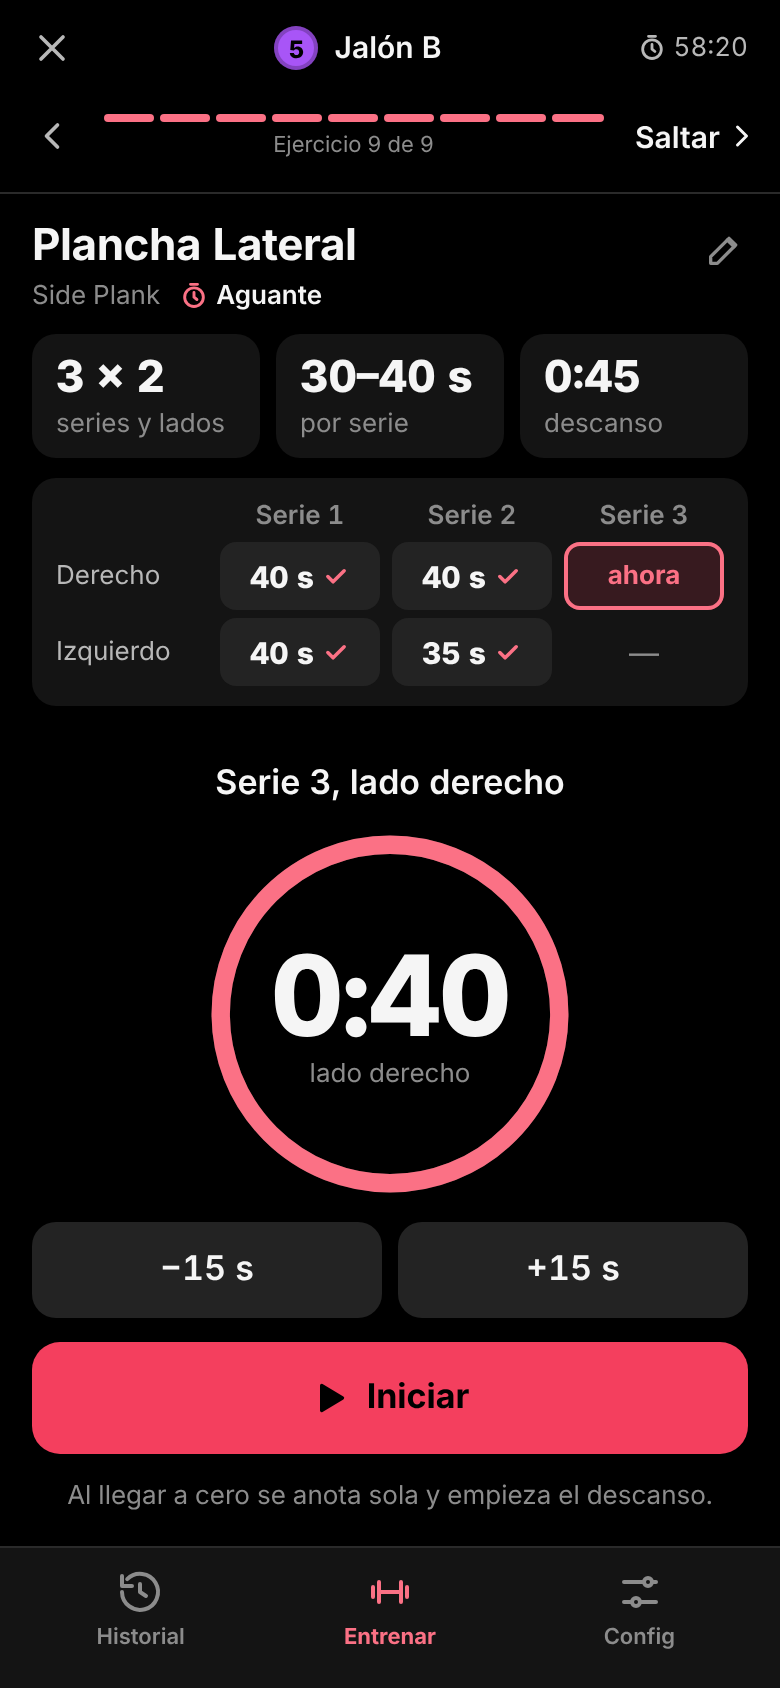 5 Jalón B 58:20
Ejercicio 9 de 9
Saltar
Plancha Lateral
Side Plank Aguante
3 × 2 30–40 s 0:45
series y lados por serie descanso
Serie 1 Serie 2 Serie 3
Derecho 40 s 40 s ahora
Izquierdo 40 s 35 s —
Serie 3, lado derecho
0:40
lado derecho
−15 s +15 s
Iniciar
Al llegar a cero se anota sola y empieza el descanso.
Historial Entrenar Config